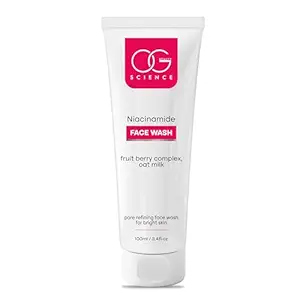 OG
SCIENCE
Niacinamide
FACE WASH
fruit berry complex,
oat milk
pore refining face wash
for bright skin
100ml / 3.4fl.oz